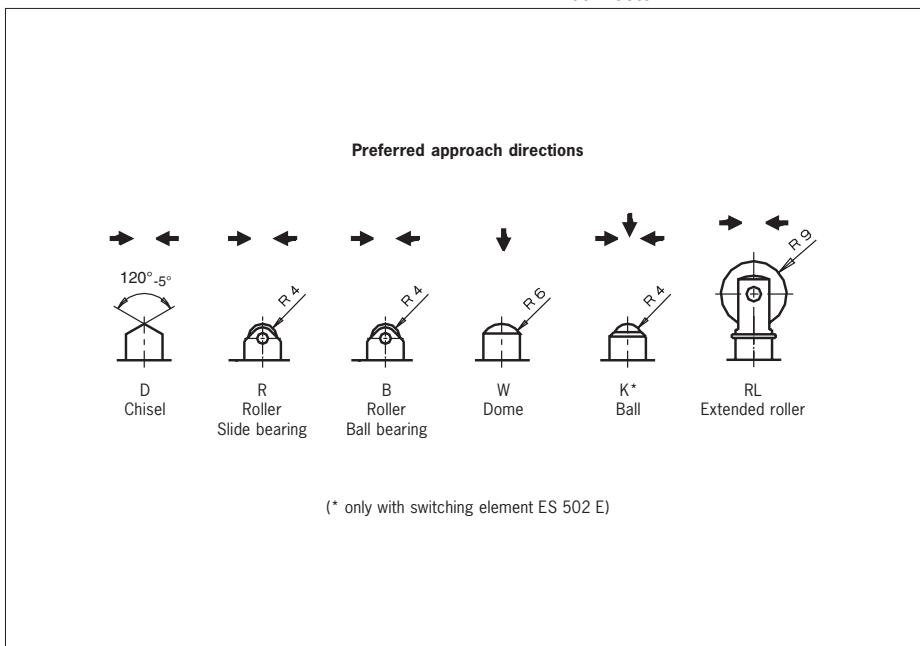 Preferred approach directions
120°-5°
R 4
R 4
R 6
R 4
R 9
D
Chisel
R
Roller
Slide bearing
B
Roller
Ball bearing
W
Dome
K*
Ball
RL
Extended roller
(* only with switching element ES 502 E)